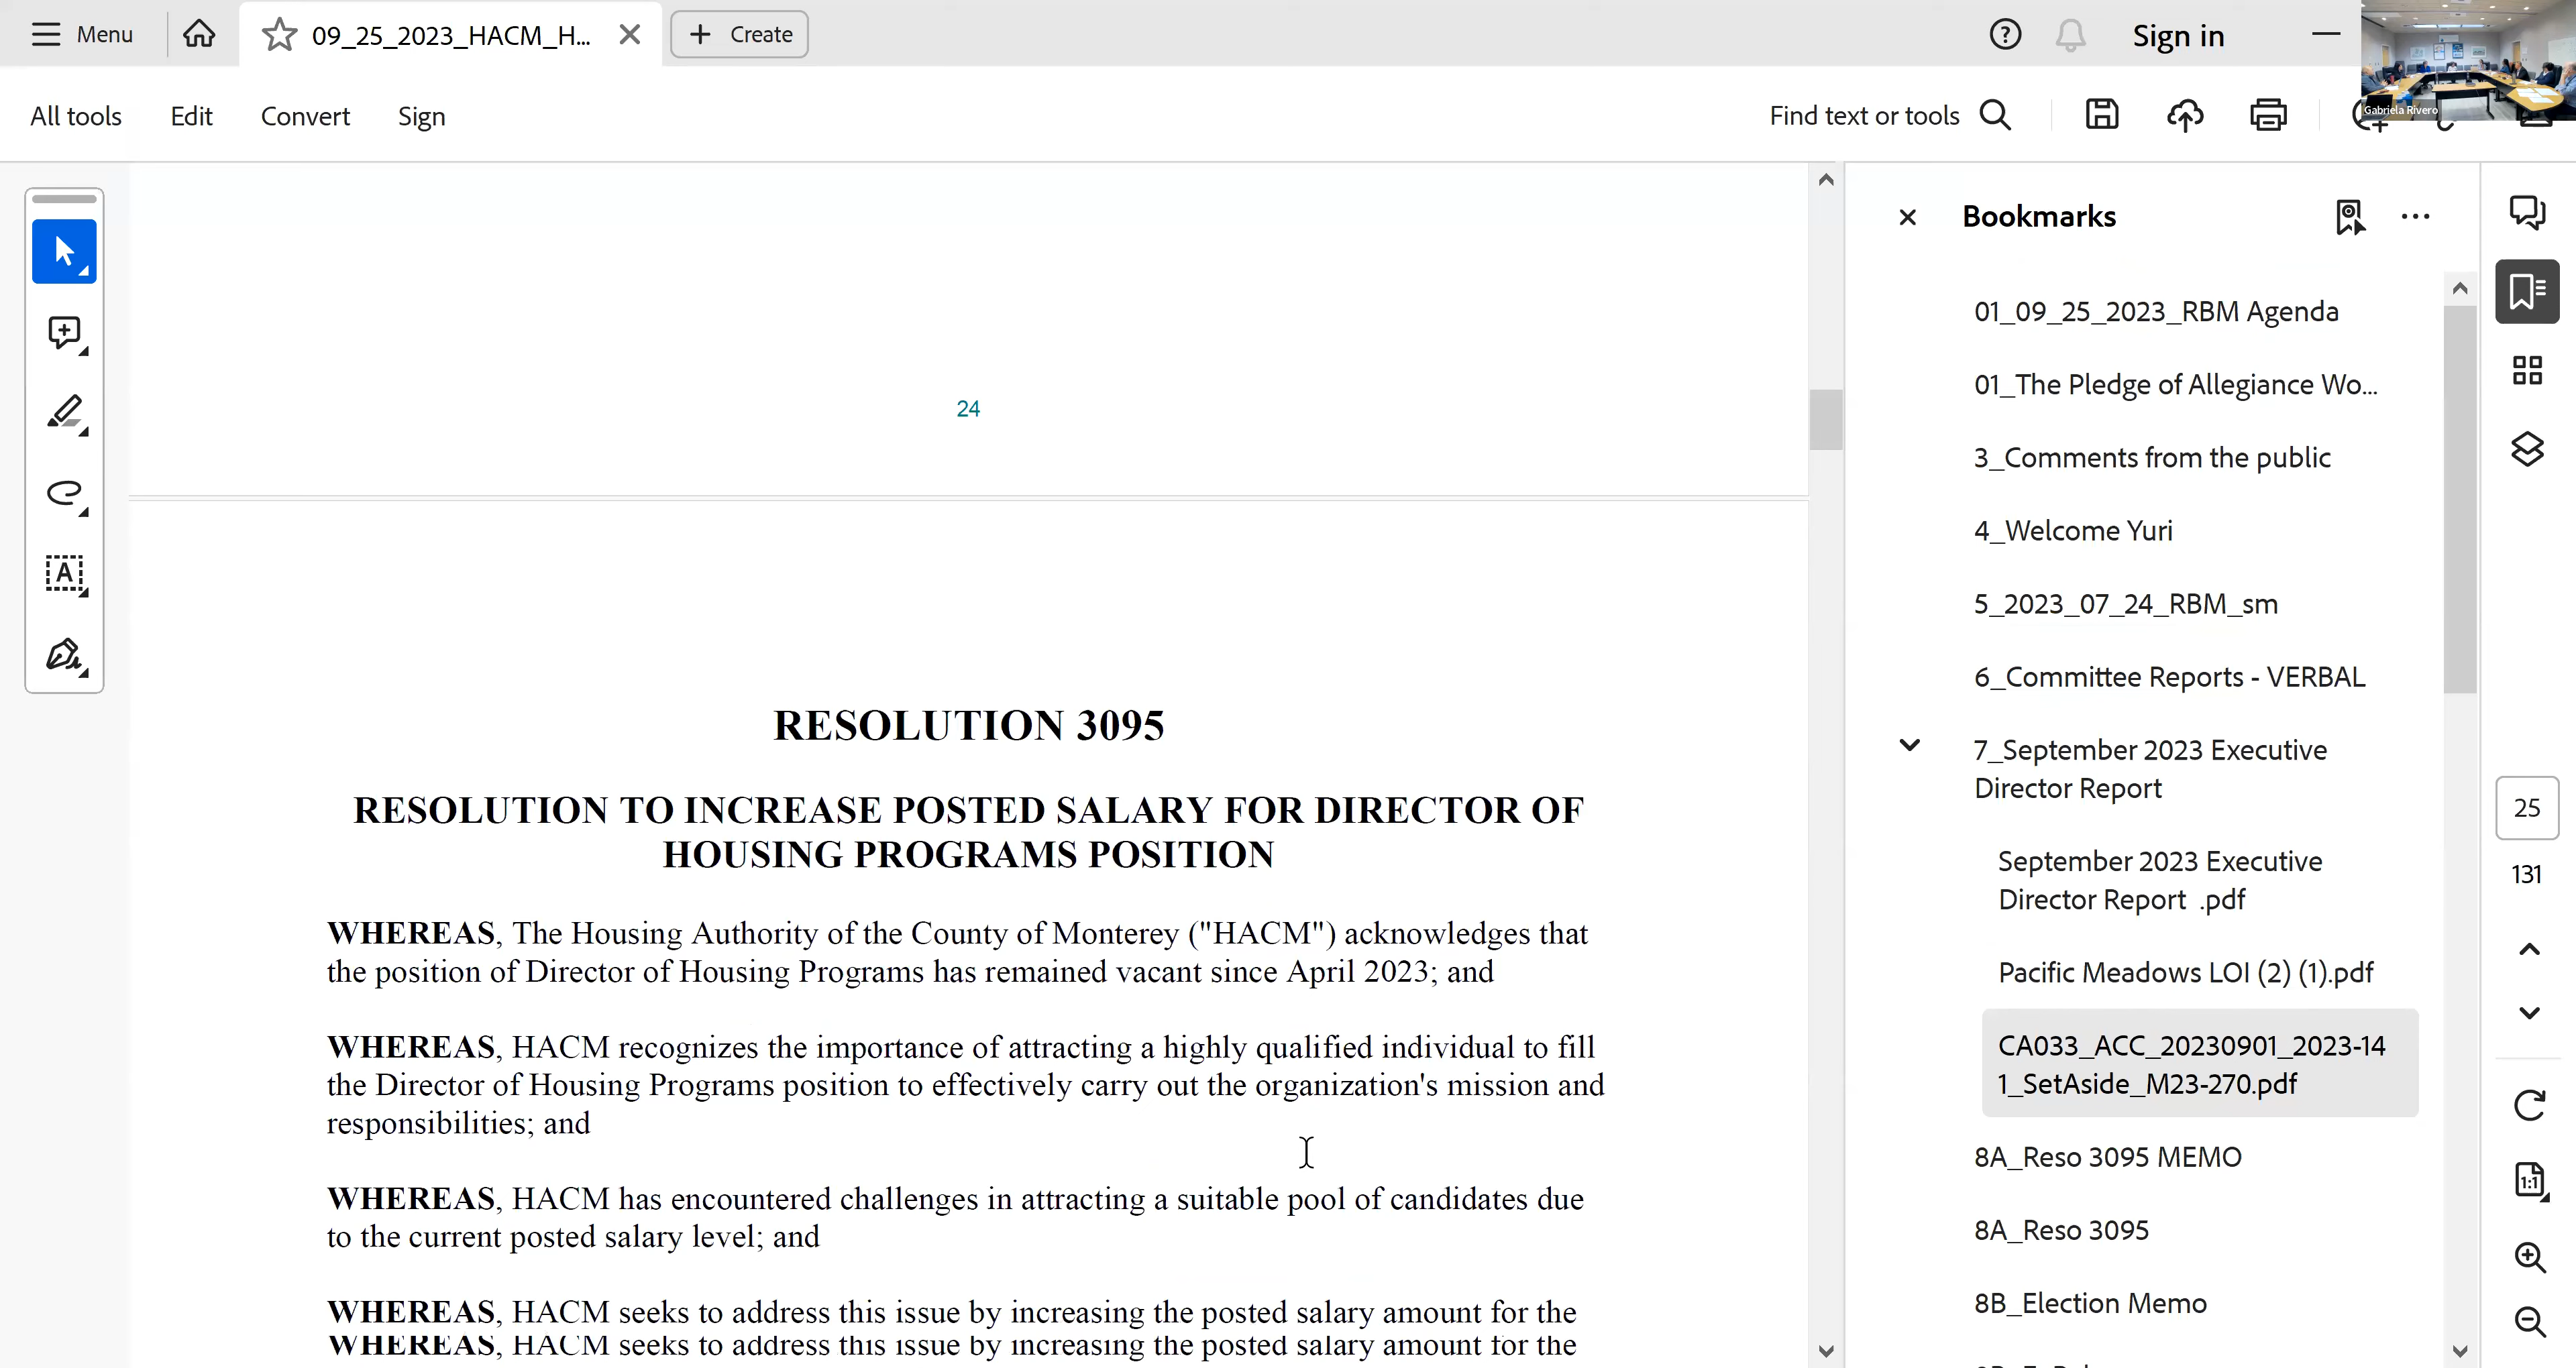 Menu
09_25_2023_HACM_H...
Create
Sign in
Gabriela Rivero
All tools
Edit
Convert
Sign
Find text or tools
24
RESOLUTION 3095
RESOLUTION TO INCREASE POSTED SALARY FOR DIRECTOR OF
HOUSING PROGRAMS POSITION
WHEREAS, The Housing Authority of the County of Monterey ("HACM") acknowledges that
the position of Director of Housing Programs has remained vacant since April 2023; and
WHEREAS, HACM recognizes the importance of attracting a highly qualified individual to fill
the Director of Housing Programs position to effectively carry out the organization's mission and
responsibilities; and
WHEREAS, HACM has encountered challenges in attracting a suitable pool of candidates due
to the current posted salary level; and
WHEREAS, HACM seeks to address this issue by increasing the posted salary amount for the
WHEREAS, HACM seeks to address this issue by increasing the posted salary amount for the
Bookmarks
01_09_25_2023_RBM Agenda
01_The Pledge of Allegiance Wo...
3_Comments from the public
4_Welcome Yuri
5_2023_07_24_RBM_sm
6_Committee Reports - VERBAL
7_September 2023 Executive
Director Report
September 2023 Executive
Director Report .pdf
Pacific Meadows LOI (2) (1).pdf
CA033_ACC_20230901_2023-14
1_SetAside_M23-270.pdf
8A_Reso 3095 MEMO
8A_Reso 3095
8B_Election Memo
25
131
1:1